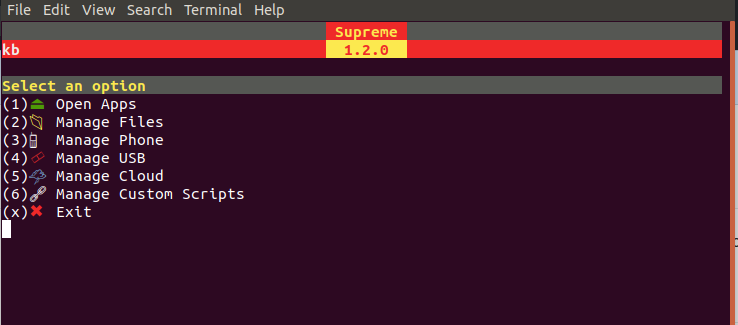 File Edit View Search Terminal Help
Supreme
kb 1.2.0
Select an option
(1)⏏ Open Apps
(2) Manage Files
(3) Manage Phone
(4) Manage USB
(5) Manage Cloud
(6) Manage Custom Scripts
(x)✖ Exit